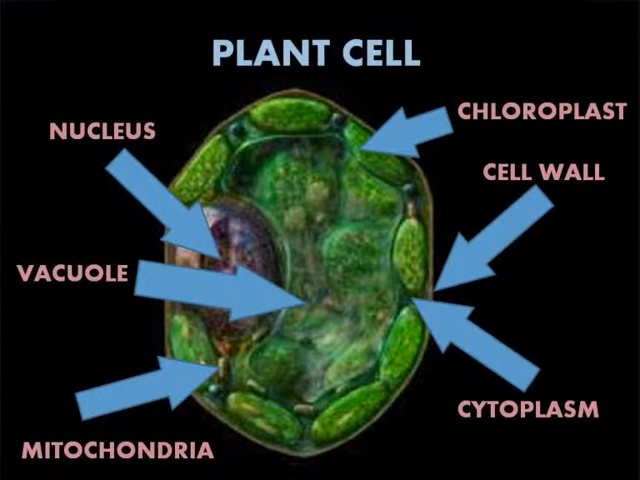 PLANT CELL
NUCLEUS
CHLOROPLAST
CELL WALL
VACUOLE
CYTOPLASM
MITOCHONDRIA